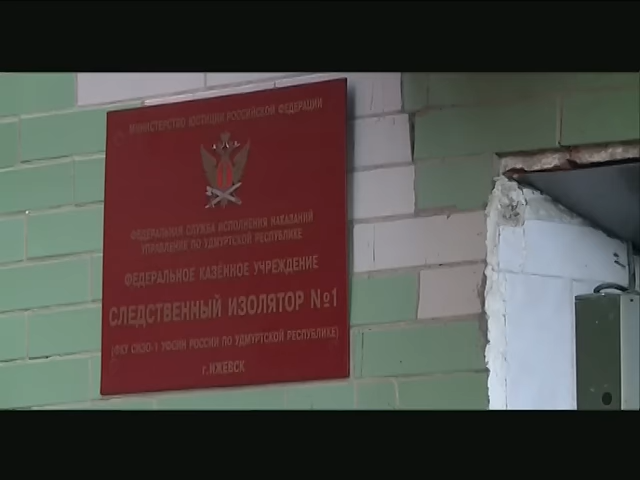 МИНИСТЕРСТВО ЮСТИЦИИ РОССИЙСКОЙ ФЕДЕРАЦИИ
ФЕДЕРАЛЬНАЯ СЛУЖБА ИСПОЛНЕНИЯ НАКАЗАНИЙ
УПРАВЛЕНИЕ ПО УДМУРТСКОЙ РЕСПУБЛИКЕ
ФЕДЕРАЛЬНОЕ КАЗЁННОЕ УЧРЕЖДЕНИЕ
СЛЕДСТВЕННЫЙ ИЗОЛЯТОР №1
(ФКУ СИЗО-1 УФСИН РОССИИ ПО УДМУРТСКОЙ РЕСПУБЛИКЕ)
г.ИЖЕВСК